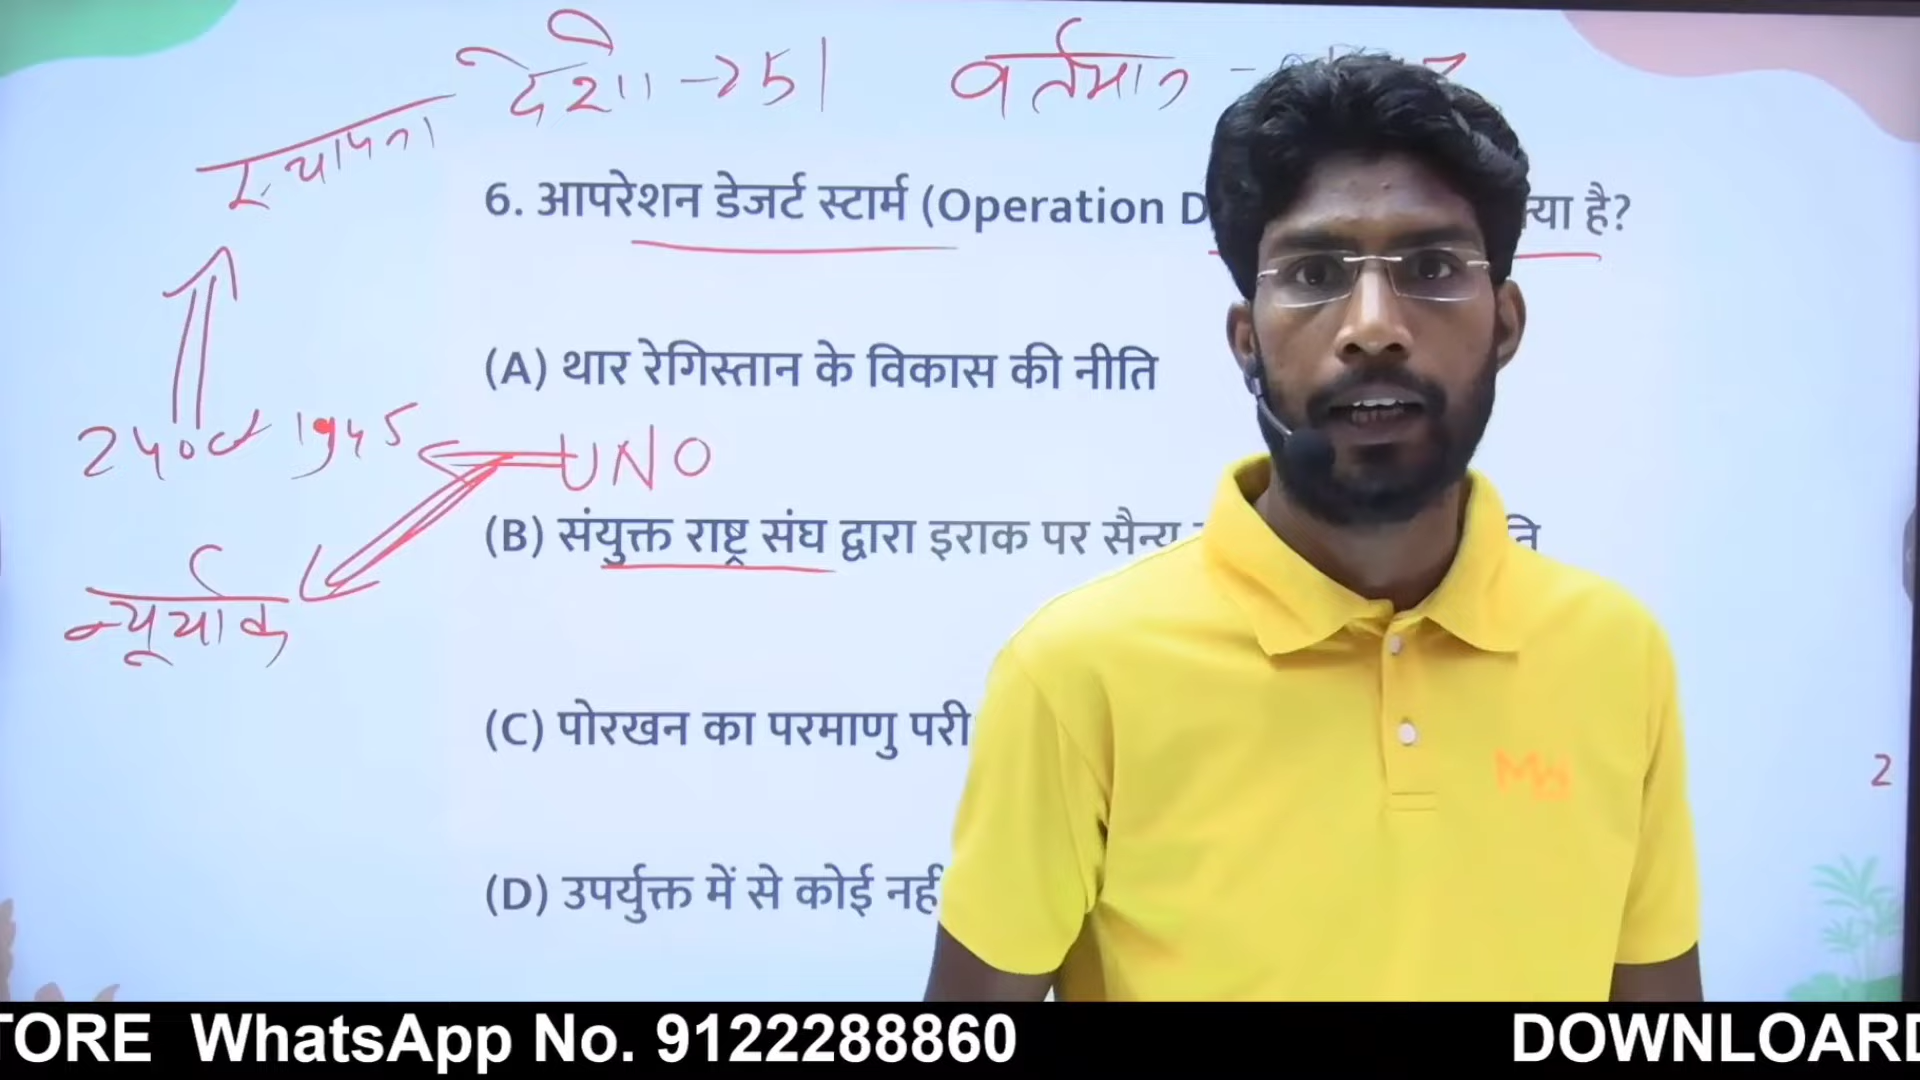 स्थापना देशों → 51 वर्तमान -
6. आपरेशन डेजर्ट स्टार्म (Operation D क्या है?
(A) थार रेगिस्तान के विकास की नीति
24 Oct 1945 UNO
(B) संयुक्त राष्ट्र संघ द्वारा इराक पर सैन्य
न्यूयार्क
(C) पोरखन का परमाणु परी
2
(D) उपर्युक्त में से कोई नहीं
TORE WhatsApp No. 9122288860 DOWNLOARD